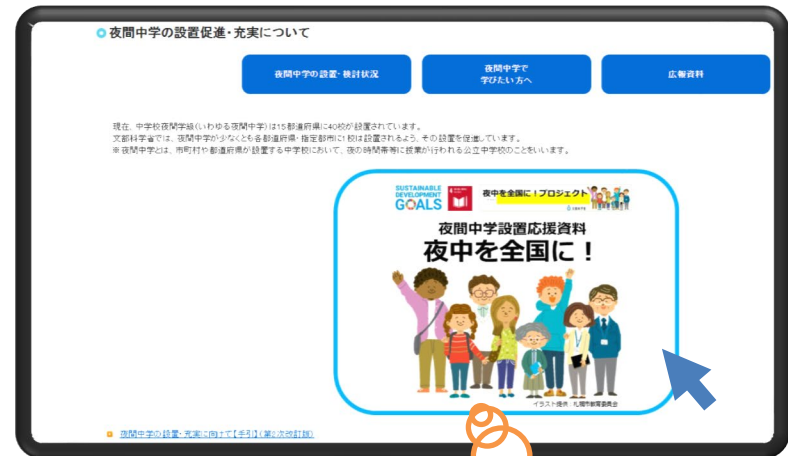 夜間中学の設置促進・充実について
夜間中学の設置・検討状況
夜間中学で
学びたい方へ
広報資料
現在、中学校夜間学級(いわゆる夜間中学)は15都道府県に40校が設置されています。
文部科学省では、夜間中学が少なくとも各都道府県・指定都市に1校は設置されるよう、その設置を促進しています。
※夜間中学とは、市町村や都道府県が設置する中学校において、夜の時間帯等に授業が行われる公立中学校のことをいいます。
SUSTAINABLE
DEVELOPMENT
GOALS
夜中を全国に!プロジェクト
夜間中学設置応援資料
夜中を全国に!
イラスト提供:札幌市教育委員会
夜間中学の設置・充実に向けて【手引】(第2次改訂版)